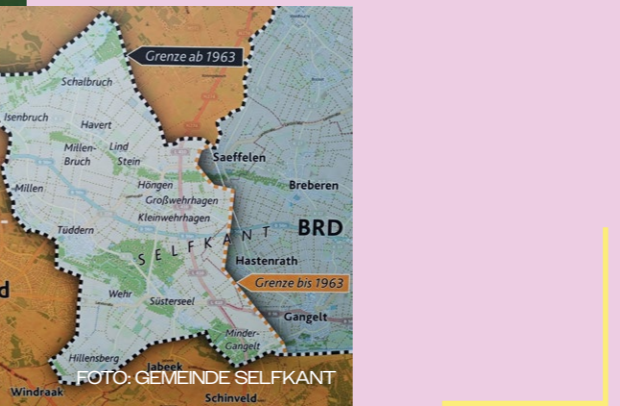 Grenze ab 1963
Schalbruch
Isenbruch
Havert
Millen-
Bruch
Lind
Stein
Saeffelen
Millen
Höngen
Breberen
Großwehrhagen
Kleinwehrhagen
BRD
Tüddern
SELFKANT
Hastenrath
Grenze bis 1963
Wehr
Süsterseel
Gangelt
Minder-
Gangelt
Hillensberg
Jabeek
FOTO: GEMEINDE SELFKANT
Windraak
Schinveld
d